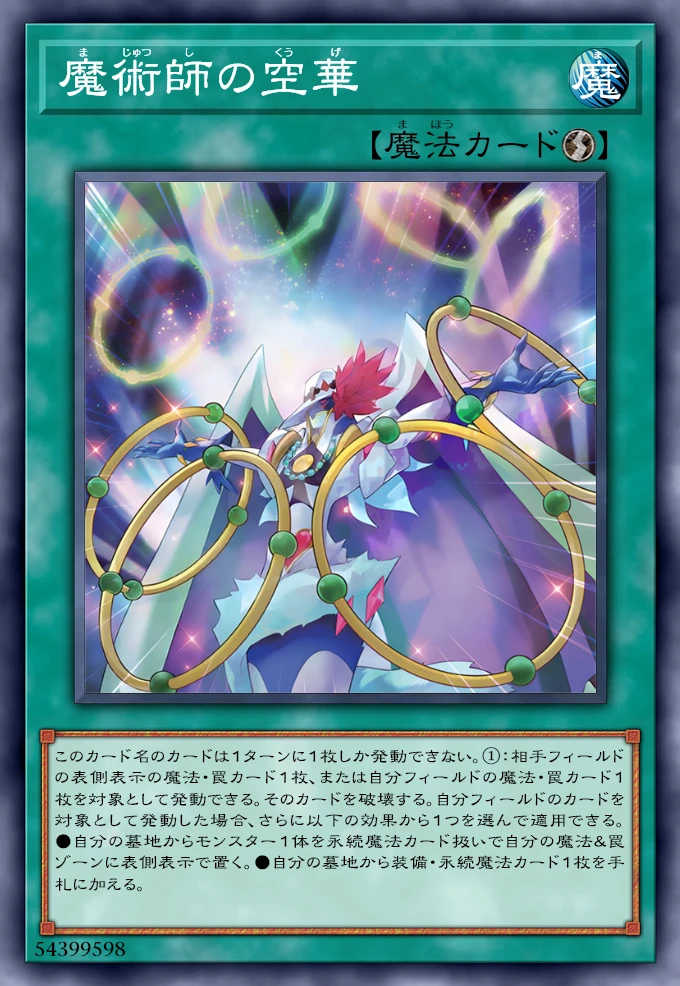 魔術師の空華
魔
【魔法カード】
このカード名のカードは1ターンに1枚しか発動できない。①:相手フィールド
の表側表示の魔法・罠カード1枚、または自分フィールドの魔法・罠カード1
枚を対象として発動できる。そのカードを破壊する。自分フィールドのカードを
対象として発動した場合、さらに以下の効果から1つを選んで適用できる。
●自分の墓地からモンスター1体を永続魔法カード扱いで自分の魔法&罠
ゾーンに表側表示で置く。●自分の墓地から装備・永続魔法カード1枚を手
札に加える。
54399598